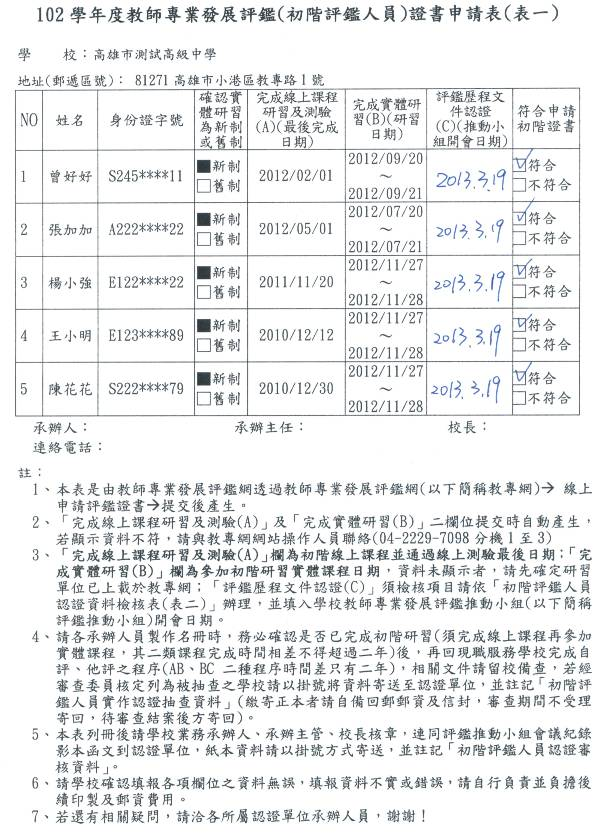 102學年度教師專業發展評鑑(初階評鑑人員)證書申請表(表一)
學　　校：高雄市測試高級中學
地址(郵遞區號)： 81271 高雄市小港區教專路1號
NO 姓名 身份證字號 確認實體研習為新制或舊制 完成線上課程研習及測驗(A)(最後完成日期) 完成實體研習(B)(研習日期) 評鑑歷程文件認證(C)(推動小組開會日期) 符合申請初階證書
1 曾好好 S245****11 ■新制 □舊制 2012/02/01 2012/09/20～2012/09/21 2013.3.19 ☑符合 □不符合
2 張加加 A222****22 ■新制 □舊制 2012/05/01 2012/07/20～2012/07/21 2013.3.19 ☑符合 □不符合
3 楊小強 E122****22 ■新制 □舊制 2011/11/20 2012/11/27～2012/11/28 2013.3.19 ☑符合 □不符合
4 王小明 E123****89 ■新制 □舊制 2010/12/12 2012/11/27～2012/11/28 2013.3.19 ☑符合 □不符合
5 陳花花 S222****79 ■新制 □舊制 2010/12/30 2012/11/27～2012/11/28 2013.3.19 ☑符合 □不符合
承辦人： 承辦主任： 校長：
連絡電話：
註：
1、本表是由教師專業發展評鑑網透過教師專業發展評鑑網(以下簡稱教專網)→ 線上
申請評鑑證書→提交後產生。
2、「完成線上課程研習及測驗(A)」及「完成實體研習(B)」二欄位提交時自動產生，
若顯示資料不符，請與教專網網站操作人員聯絡(04-2229-7098 分機1至3)
3、「完成線上課程研習及測驗(A)」欄為初階線上課程並通過線上測驗最後日期；「完
成實體研習(B)」欄為參加初階研習實體課程日期，資料未顯示者，請先確定研習
單位已上載於教專網；「評鑑歷程文件認證(C)」須檢核項目請依「初階評鑑人員
認證資料檢核表(表二)」辦理，並填入學校教師專業發展評鑑推動小組(以下簡稱
評鑑推動小組)開會日期。
4、請各承辦人員製作名冊時，務必確認是否已完成初階研習(須完成線上課程再參加
實體課程，其二類課程完成時間相差不得超過二年)後，再回現職服務學校完成自
評、他評之程序(AB、BC 二種程序時間差只有二年)，相關文件請留校備查，若經
審查委員核定列為被抽查之學校請以掛號將資料寄送至認證單位，並註記「初階評
鑑人員實作認證抽查資料」(繳寄正本者請自備回郵郵資及信封，審查期間不受理
寄回，待審查結案後方寄回)。
5、本表列冊後請學校業務承辦人、承辦主管、校長核章，連同評鑑推動小組會議紀錄
影本函文到認證單位，紙本資料請以掛號方式寄送，並註記「初階評鑑人員認證審
核資料」。
6、請學校確認填報各項欄位之資料無誤，填報資料不實或錯誤，請自行負責並負擔後
續印製及郵資費用。
7、若還有相關疑問，請洽各所屬認證單位承辦人員，謝謝！